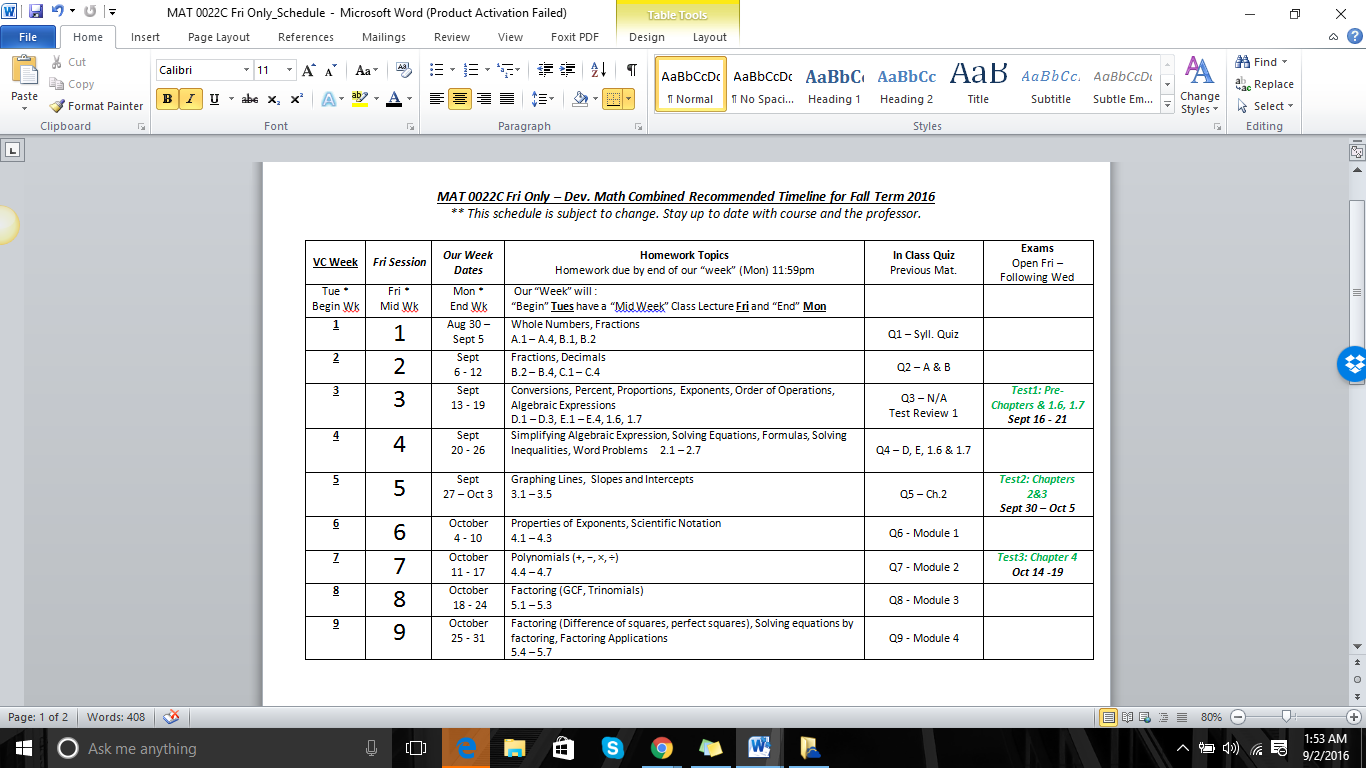 MAT 0022C Fri Only_Schedule - Microsoft Word (Product Activation Failed)
Table Tools
File Home Insert Page Layout References Mailings Review View Foxit PDF Design Layout
Paste
Cut
Copy
Format Painter
Clipboard
Calibri 11
Aa
B I U abc x₂ x²
A A
Font
Paragraph
AaBbCcDc AaBbCcDc AaBbCc AaBbCc AaB AaBbCc. AaBbCcDc
¶ Normal ¶ No Spaci... Heading 1 Heading 2 Title Subtitle Subtle Em...
Change
Styles
Styles
Find
Replace
Select
Editing
MAT 0022C Fri Only – Dev. Math Combined Recommended Timeline for Fall Term 2016
** This schedule is subject to change. Stay up to date with course and the professor.
VC Week
Fri Session
Our Week
Dates
Homework Topics
Homework due by end of our “week” (Mon) 11:59pm
In Class Quiz
Previous Mat.
Exams
Open Fri –
Following Wed
Tue *
Begin Wk
Fri *
Mid Wk
Mon *
End Wk
Our “Week” will :
“Begin” Tues have a “Mid Week” Class Lecture Fri and “End” Mon
1
1
Aug 30 –
Sept 5
Whole Numbers, Fractions
A.1 – A.4, B.1, B.2
Q1 – Syll. Quiz
2
2
Sept
6 - 12
Fractions, Decimals
B.2 – B.4, C.1 – C.4
Q2 – A & B
3
3
Sept
13 - 19
Conversions, Percent, Proportions, Exponents, Order of Operations,
Algebraic Expressions
D.1 – D.3, E.1 – E.4, 1.6, 1.7
Q3 – N/A
Test Review 1
Test1: Pre-
Chapters & 1.6, 1.7
Sept 16 - 21
4
4
Sept
20 - 26
Simplifying Algebraic Expression, Solving Equations, Formulas, Solving
Inequalities, Word Problems 2.1 – 2.7
Q4 – D, E, 1.6 & 1.7
5
5
Sept
27 – Oct 3
Graphing Lines, Slopes and Intercepts
3.1 – 3.5
Q5 – Ch.2
Test2: Chapters
2&3
Sept 30 – Oct 5
6
6
October
4 - 10
Properties of Exponents, Scientific Notation
4.1 – 4.3
Q6 - Module 1
7
7
October
11 - 17
Polynomials (+, −, ×, ÷)
4.4 – 4.7
Q7 - Module 2
Test3: Chapter 4
Oct 14 -19
8
8
October
18 - 24
Factoring (GCF, Trinomials)
5.1 – 5.3
Q8 - Module 3
9
9
October
25 - 31
Factoring (Difference of squares, perfect squares), Solving equations by
factoring, Factoring Applications
5.4 – 5.7
Q9 - Module 4
Page: 1 of 2 Words: 408 80%
Ask me anything
1:53 AM
9/2/2016